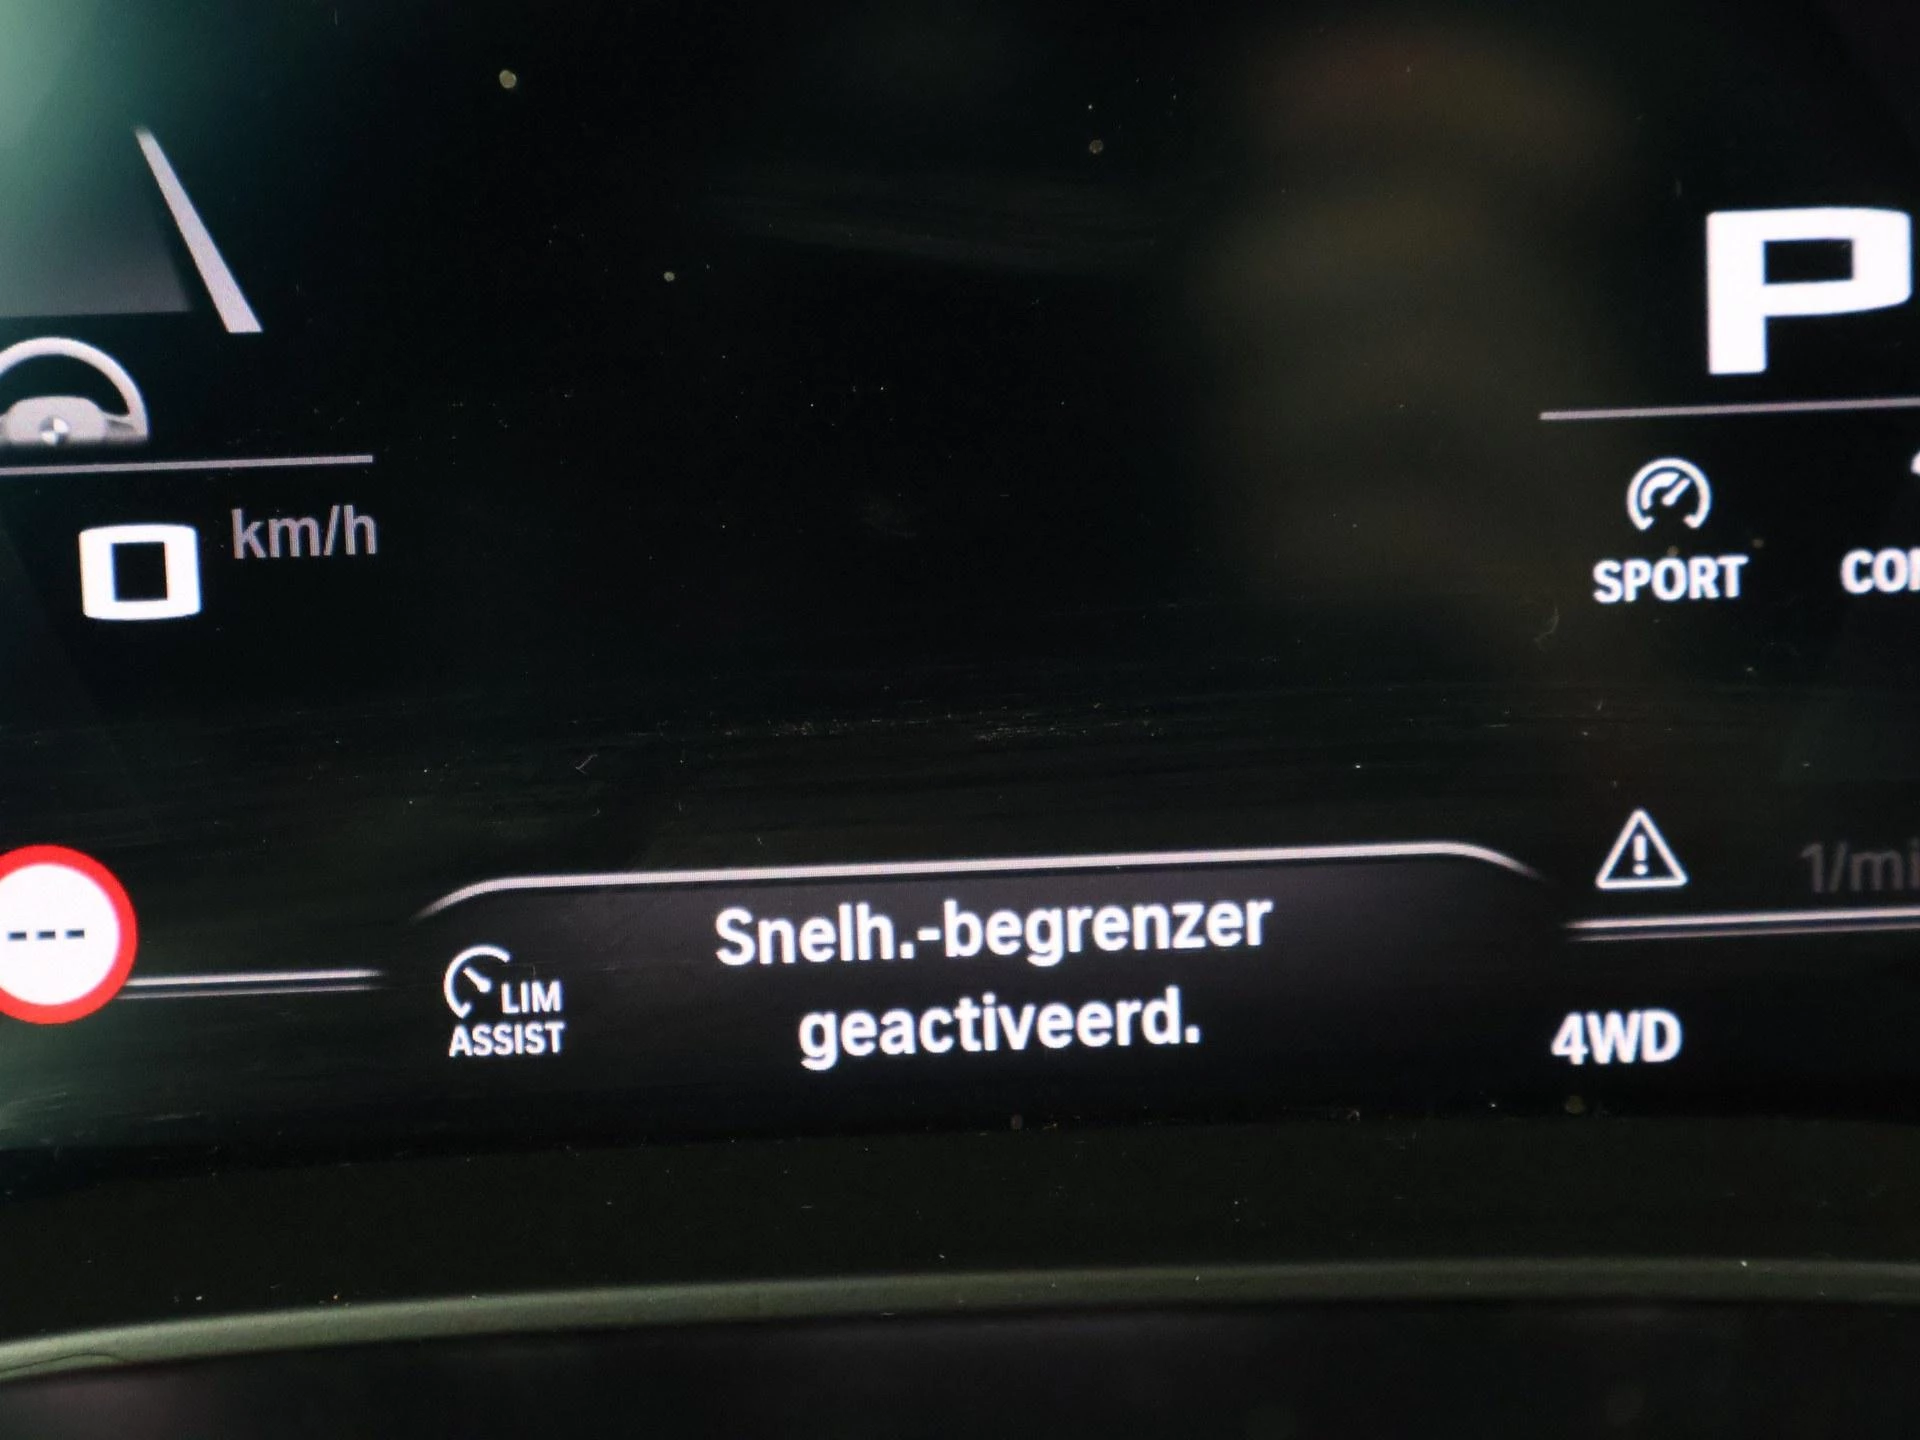 P
0 km/h
SPORT
---
Snelh.-begrenzer
geactiveerd.
LIM
ASSIST
4WD